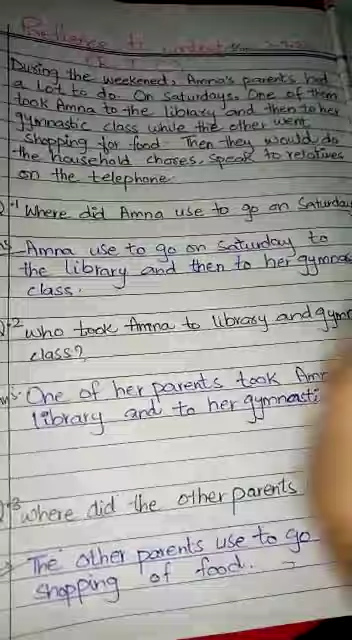 During the weekened, Amna's parents had
a lot to do. On Saturdays, One of them
took Amna to the library and then to her
gymnastic class while the other went
shopping for food. Then they would do
the household chores, speak to relatives
on the telephone.
Where did Amna use to go on Saturday
Amna use to go on saturday to
the library and then to her
class.
who took Amna to library and
class?
One of her parents took
library and to her
where did the other parents
The other parents use to go
shopping of food.